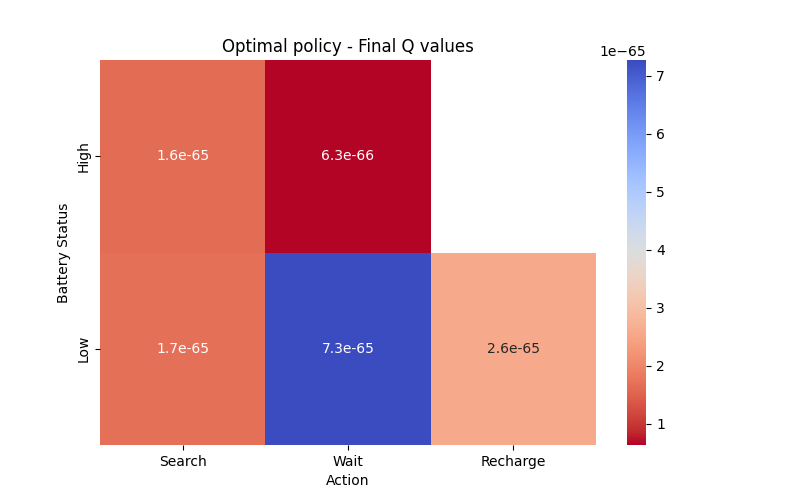 Optimal policy - Final Q values
1e−65
High
1.6e-65
6.3e-66
Low
1.7e-65
7.3e-65
2.6e-65
Battery Status
Search
Wait
Recharge
Action
7
6
5
4
3
2
1